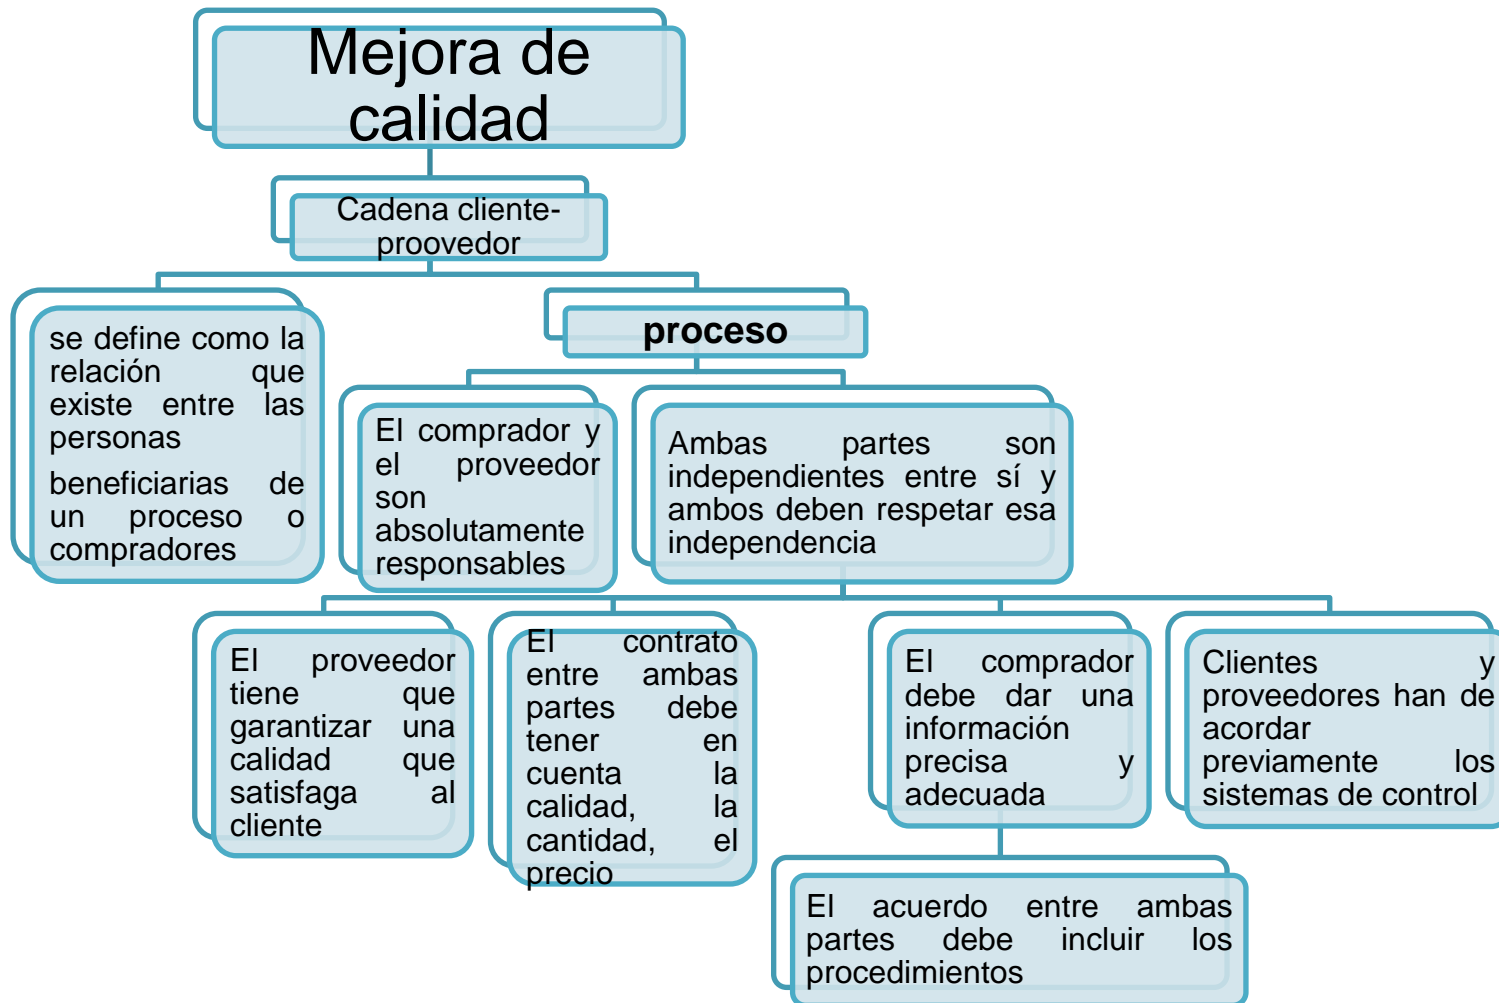 Mejora de
calidad
Cadena cliente-
proovedor
se define como la
relación que
existe entre las
personas
beneficiarias de
un proceso o
compradores
proceso
El comprador y
el proveedor
son
absolutamente
responsables
Ambas partes son
independientes entre sí y
ambos deben respetar esa
independencia
El proveedor
tiene que
garantizar una
calidad que
satisfaga al
cliente
El contrato
entre ambas
partes debe
tener en
cuenta la
calidad, la
cantidad, el
precio
El comprador
debe dar una
información
precisa y
adecuada
Clientes y
proveedores han de
acordar
previamente los
sistemas de control
El acuerdo entre ambas
partes debe incluir los
procedimientos